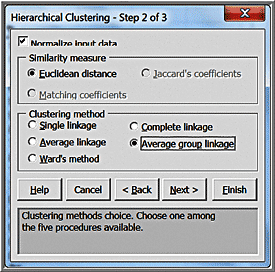 Hierarchical Clustering - Step 2 of 3
Normalize input data
Similarity measure
Euclidean distance
Jaccard's coefficients
Matching coefficients
Clustering method
Single linkage
Complete linkage
Average linkage
Average group linkage
Ward's method
Help
Cancel
< Back
Next >
Finish
Clustering methods choice. Choose one among
the five procedures available.